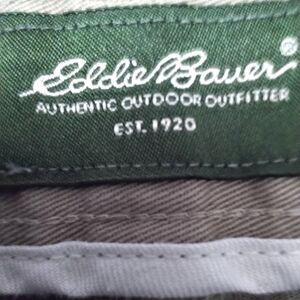 Eddie Bauer®
AUTHENTIC OUTDOOR OUTFITTER
EST. 1920